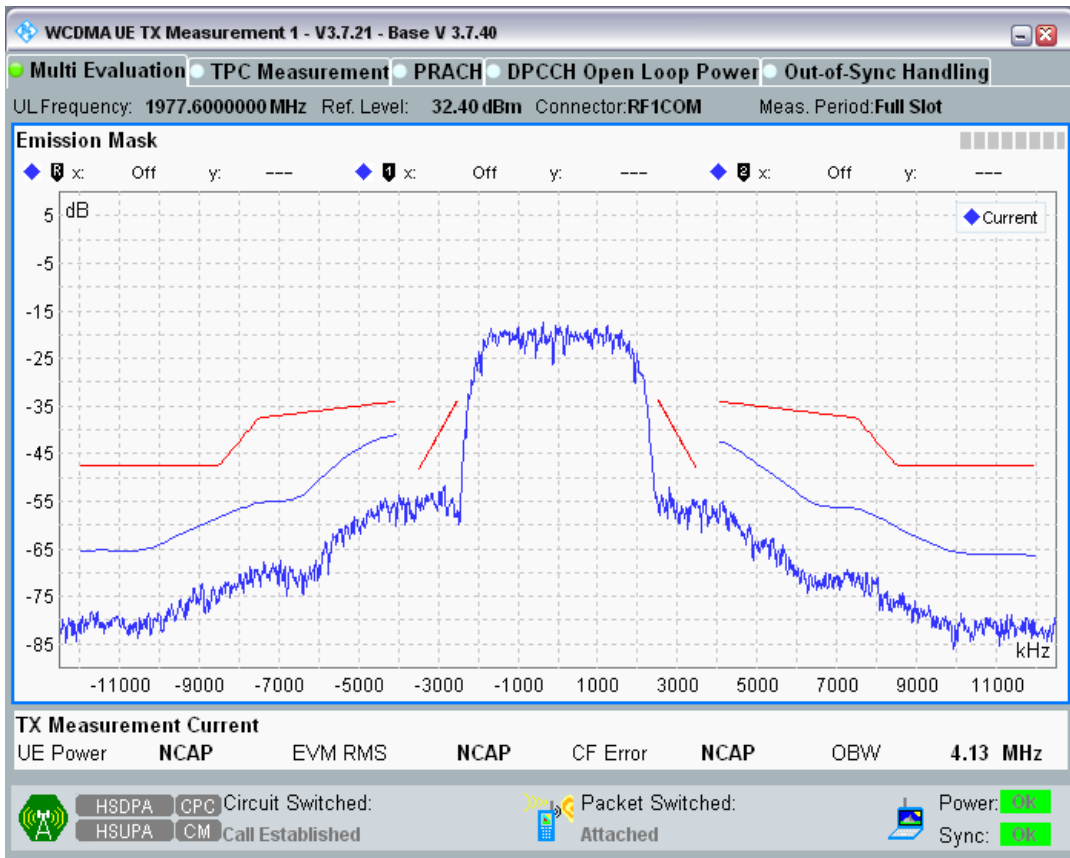 WCDMA UE TX Measurement 1 - V3.7.21 - Base V 3.7.40
Multi Evaluation TPC Measurement PRACH DPCCH Open Loop Power Out-of-Sync Handling
UL Frequency: 1977.6000000 MHz Ref. Level: 32.40 dBm Connector:RF1COM Meas. Period:Full Slot
Emission Mask
R x: Off y: --- 1 x: Off y: --- 2 x: Off y: ---
dB
Current
5
-5
-15
-25
-35
-45
-55
-65
-75
-85
kHz
-11000 -9000 -7000 -5000 -3000 -1000 1000 3000 5000 7000 9000 11000
TX Measurement Current
UE Power NCAP EVM RMS NCAP CF Error NCAP OBW 4.13 MHz
HSDPA CPC Circuit Switched: Packet Switched: Power: Ok
HSUPA CM Call Established Attached Sync: Ok